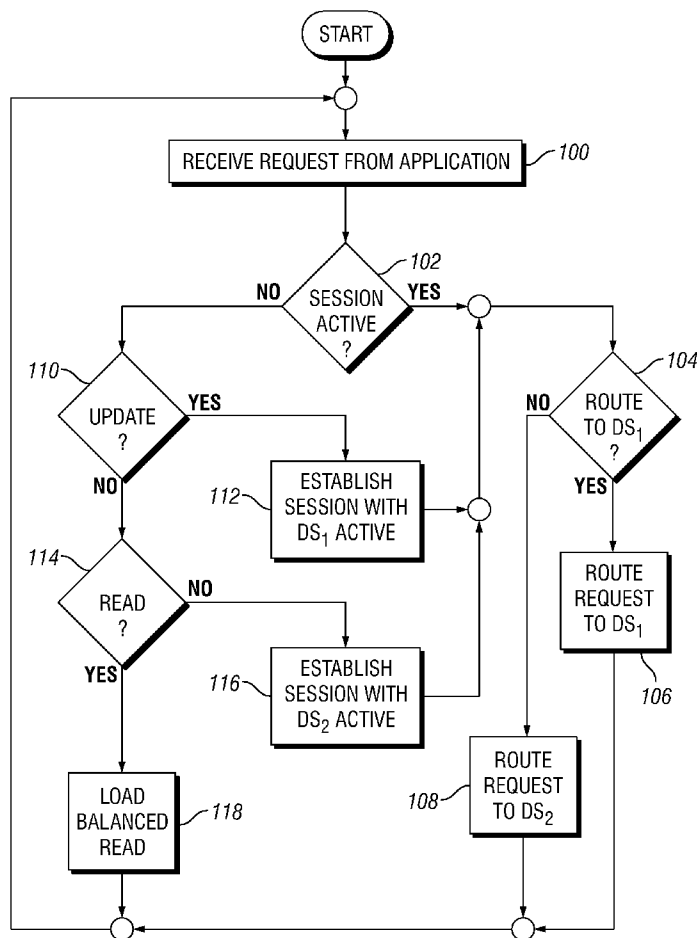 START
RECEIVE REQUEST FROM APPLICATION
100
102
NO
SESSION
ACTIVE
?
YES
110
UPDATE
?
YES
NO
104
NO
ROUTE
TO DS₁
?
YES
112
ESTABLISH
SESSION WITH
DS₁ ACTIVE
114
READ
?
NO
YES
ROUTE
REQUEST
TO DS₁
106
116
ESTABLISH
SESSION WITH
DS₂ ACTIVE
108
ROUTE
REQUEST
TO DS₂
LOAD
BALANCED
READ
118